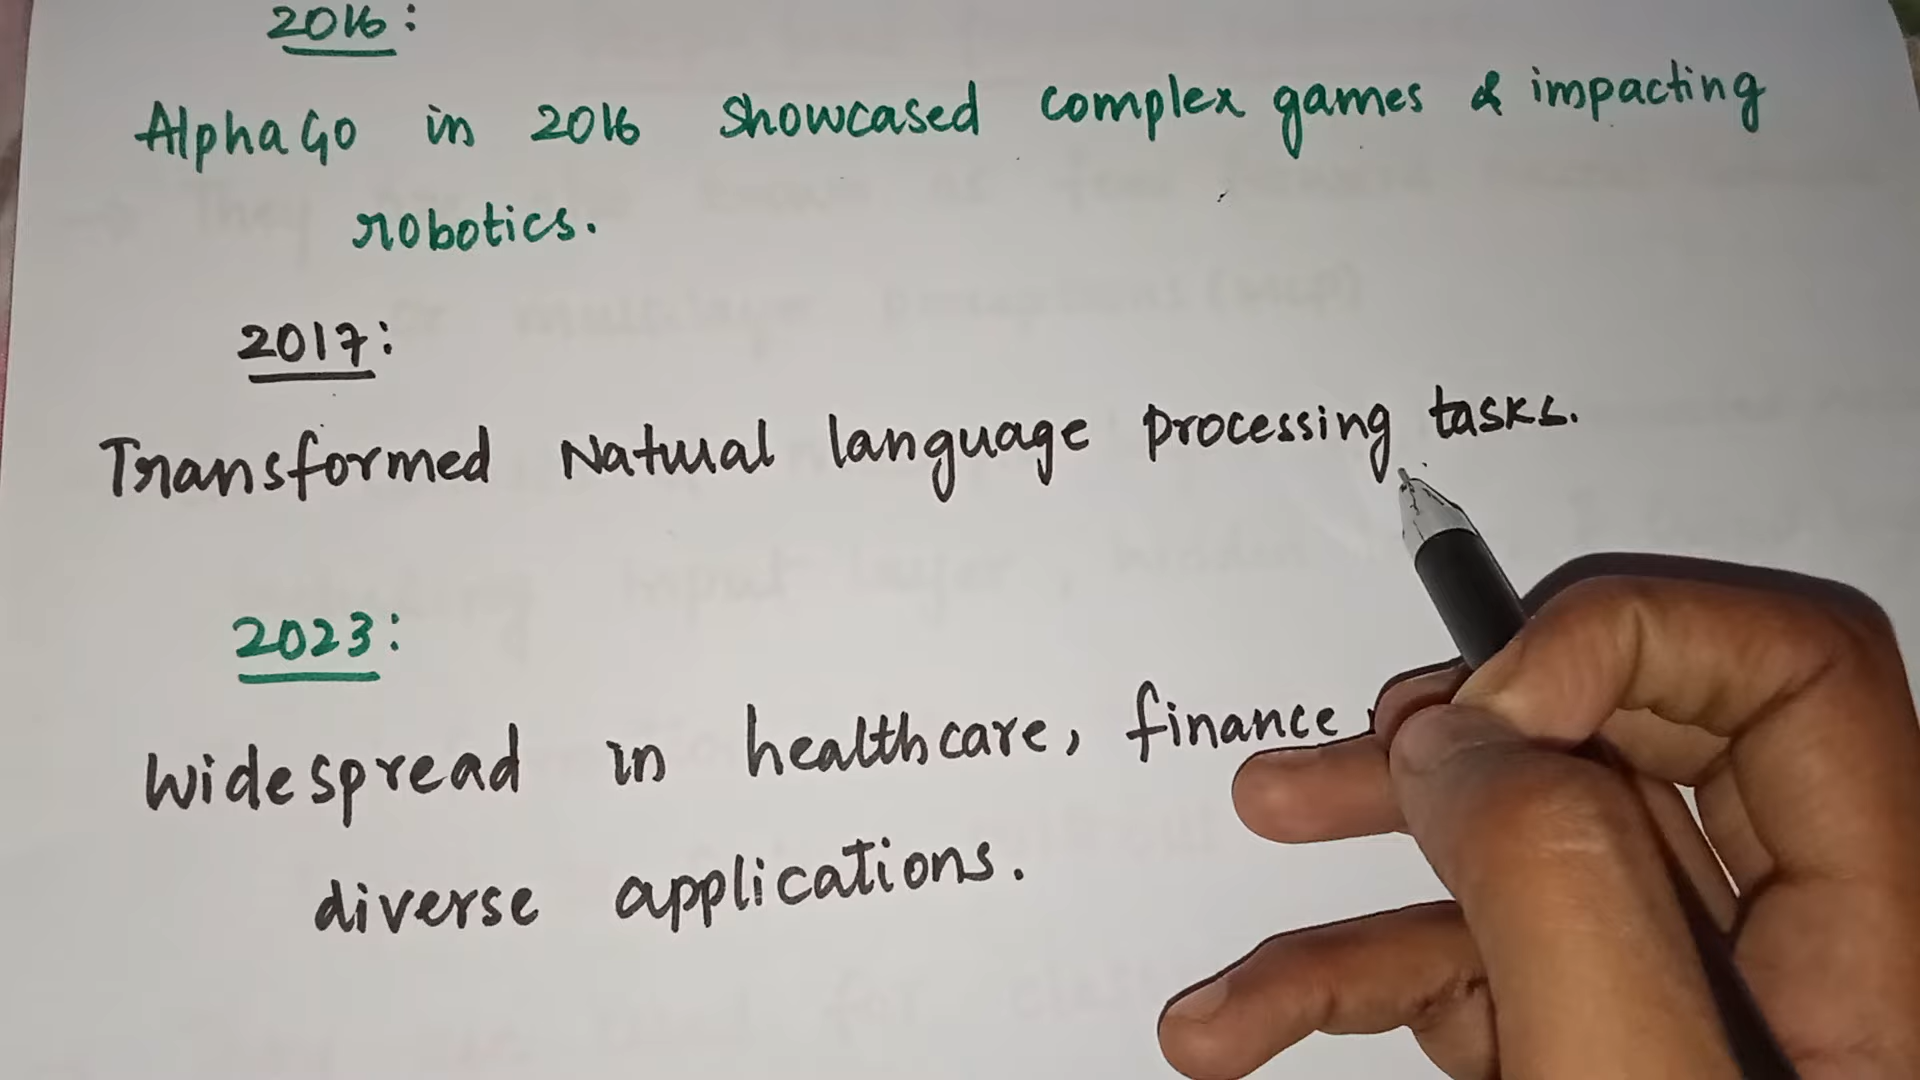 2016:
AlphaGo in 2016 showcased complex games & impacting
robotics.
2017:
Transformed Natural language processing tasks.
2023:
Widespread in healthcare, finance,
diverse applications.